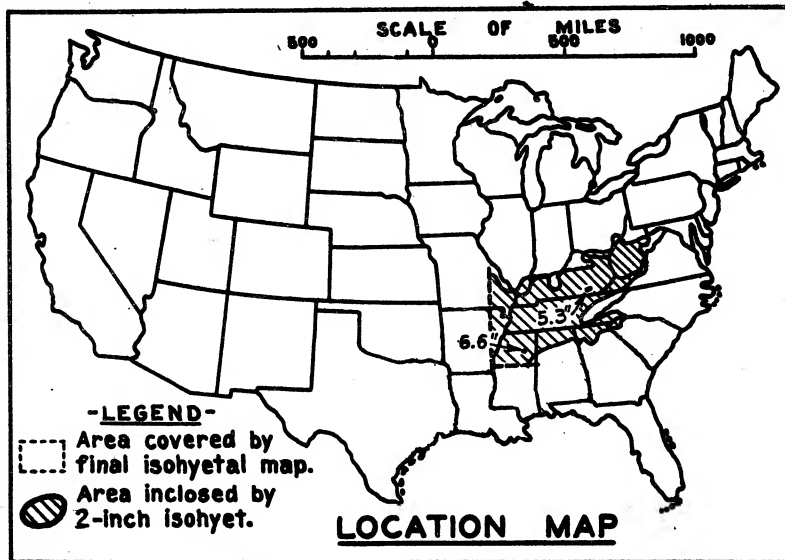 SCALE OF MILES
500 0 500 1000
5.3"
6.6"
-LEGEND-
Area covered by
final isohyetal map.
Area inclosed by
2-inch isohyet.
LOCATION MAP